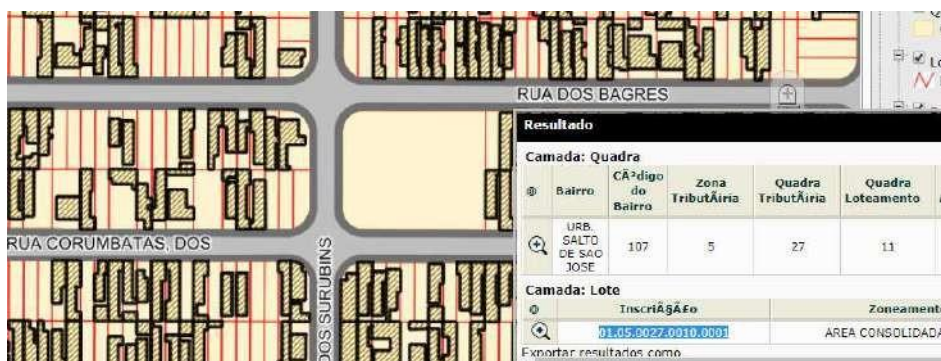 RUA DOS BAGRES
Resultado
Camada: Quadra
Bairro
CÃ³digo do Bairro
Zona TributÃ¡ria
Quadra TributÃ¡ria
Quadra Loteamento
URB. SALTO DE SAO JOSE
107
5
27
11
RUA CORUMBATAS, DOS
DOS SURUBINS
Camada: Lote
InscriÃ§Ã£o
Zoneament
01.05.0027.0010.0001
AREA CONSOLIDADA
Exportar resultados como